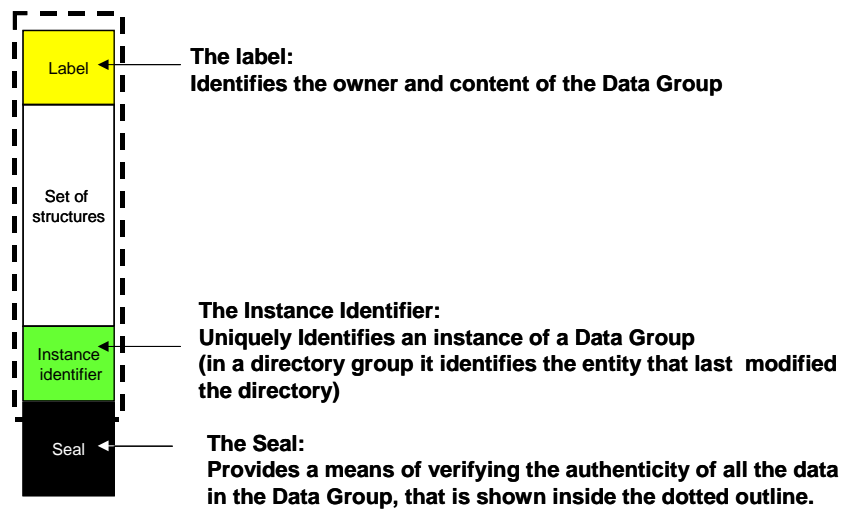 Label
The label:
Identifies the owner and content of the Data Group
Set of
structures
The Instance Identifier:
Uniquely Identifies an instance of a Data Group
(in a directory group it identifies the entity that last modified
the directory)
Instance
identifier
Seal
The Seal:
Provides a means of verifying the authenticity of all the data
in the Data Group, that is shown inside the dotted outline.